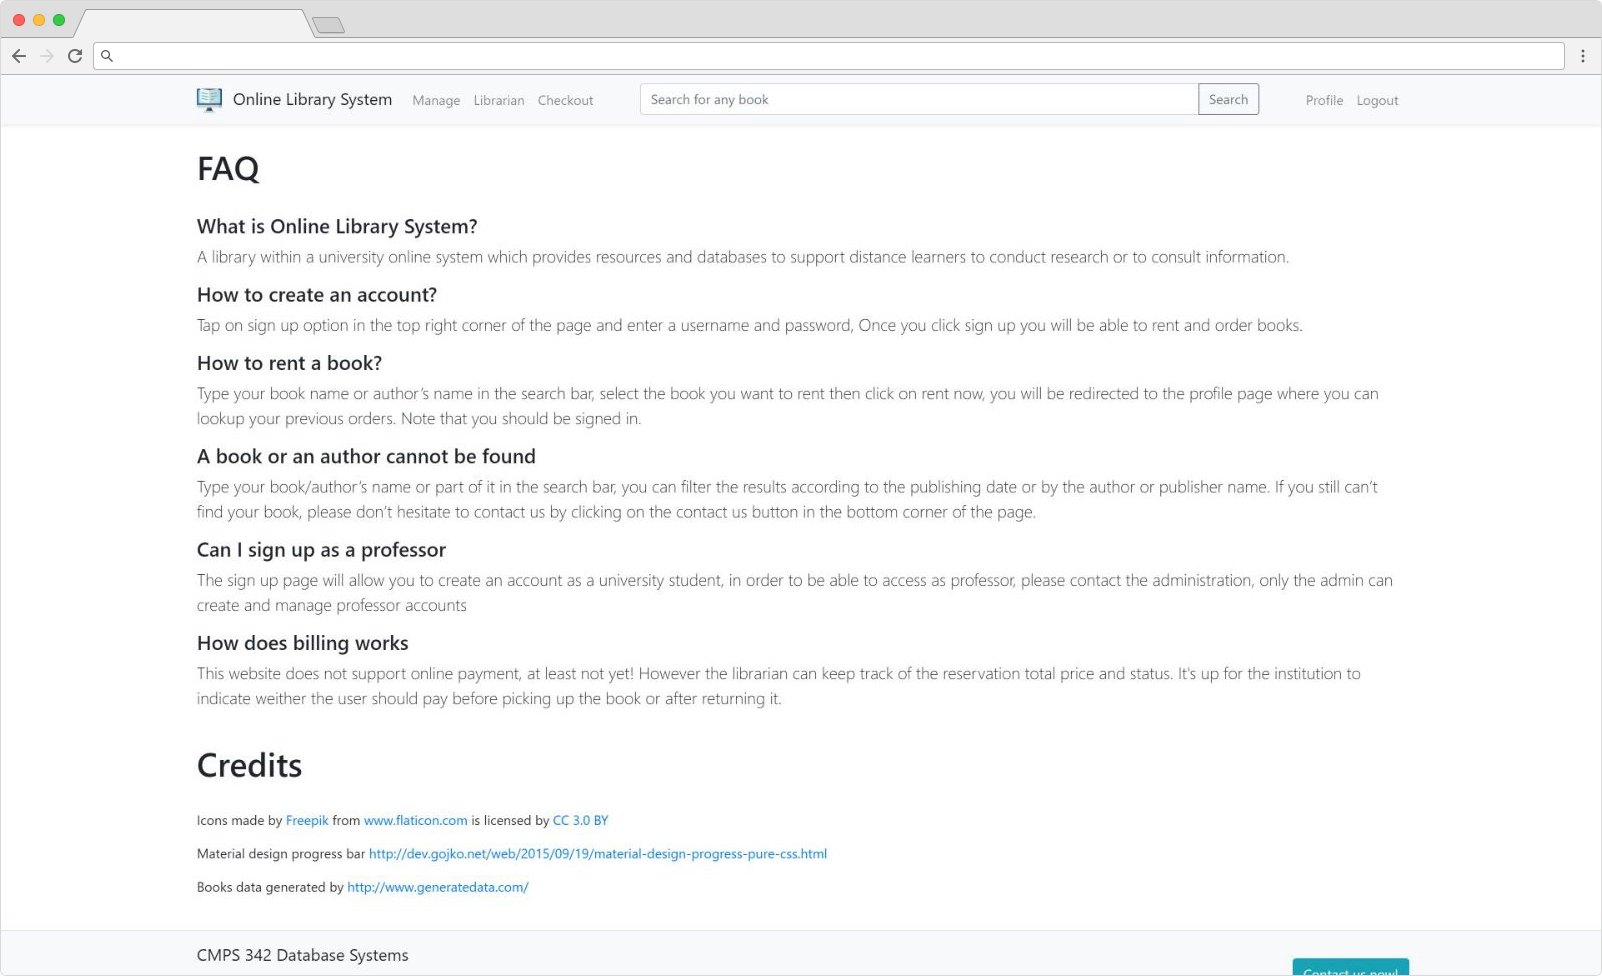 Online Library System Manage Librarian Checkout Search for any book Search Profile Logout
FAQ
What is Online Library System?
A library within a university online system which provides resources and databases to support distance learners to conduct research or to consult information.
How to create an account?
Tap on sign up option in the top right corner of the page and enter a username and password, Once you click sign up you will be able to rent and order books.
How to rent a book?
Type your book name or author’s name in the search bar, select the book you want to rent then click on rent now, you will be redirected to the profile page where you can
lookup your previous orders. Note that you should be signed in.
A book or an author cannot be found
Type your book/author’s name or part of it in the search bar, you can filter the results according to the publishing date or by the author or publisher name. If you still can’t
find your book, please don’t hesitate to contact us by clicking on the contact us button in the bottom corner of the page.
Can I sign up as a professor
The sign up page will allow you to create an account as a university student, in order to be able to access as professor, please contact the administration, only the admin can
create and manage professor accounts
How does billing works
This website does not support online payment, at least not yet! However the librarian can keep track of the reservation total price and status. It's up for the institution to
indicate weither the user should pay before picking up the book or after returning it.
Credits
Icons made by Freepik from www.flaticon.com is licensed by CC 3.0 BY
Material design progress bar http://dev.gojko.net/web/2015/09/19/material-design-progress-pure-css.html
Books data generated by http://www.generatedata.com/
CMPS 342 Database Systems
Contact us now!